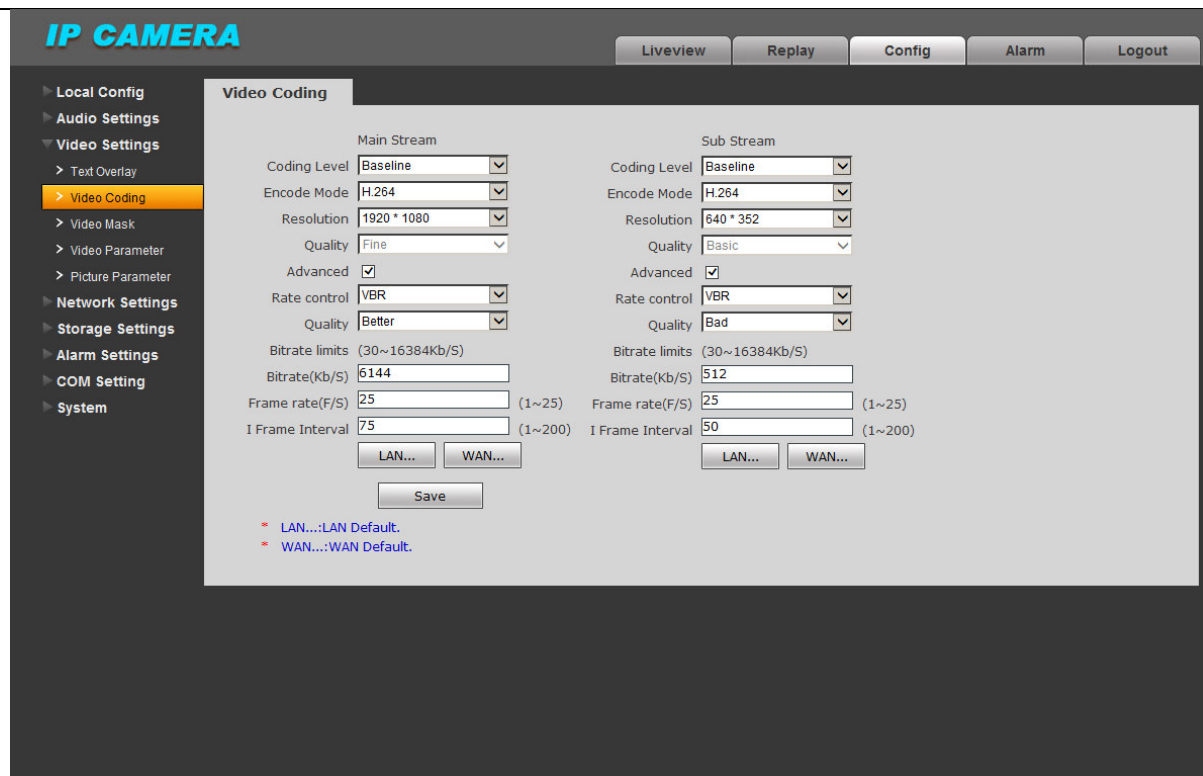 IP CAMERA
Liveview Replay Config Alarm Logout
Local Config
Audio Settings
Video Settings
> Text Overlay
> Video Coding
> Video Mask
> Video Parameter
> Picture Parameter
Network Settings
Storage Settings
Alarm Settings
COM Setting
System
Video Coding
Main Stream
Coding Level Baseline
Encode Mode H.264
Resolution 1920 * 1080
Quality Fine
Advanced
Rate control VBR
Quality Better
Bitrate limits (30~16384Kb/S)
Bitrate(Kb/S) 6144
Frame rate(F/S) 25 (1~25)
I Frame Interval 75 (1~200)
LAN... WAN...
Sub Stream
Coding Level Baseline
Encode Mode H.264
Resolution 640 * 352
Quality Basic
Advanced
Rate control VBR
Quality Bad
Bitrate limits (30~16384Kb/S)
Bitrate(Kb/S) 512
Frame rate(F/S) 25 (1~25)
I Frame Interval 50 (1~200)
LAN... WAN...
Save
* LAN...:LAN Default.
* WAN...:WAN Default.